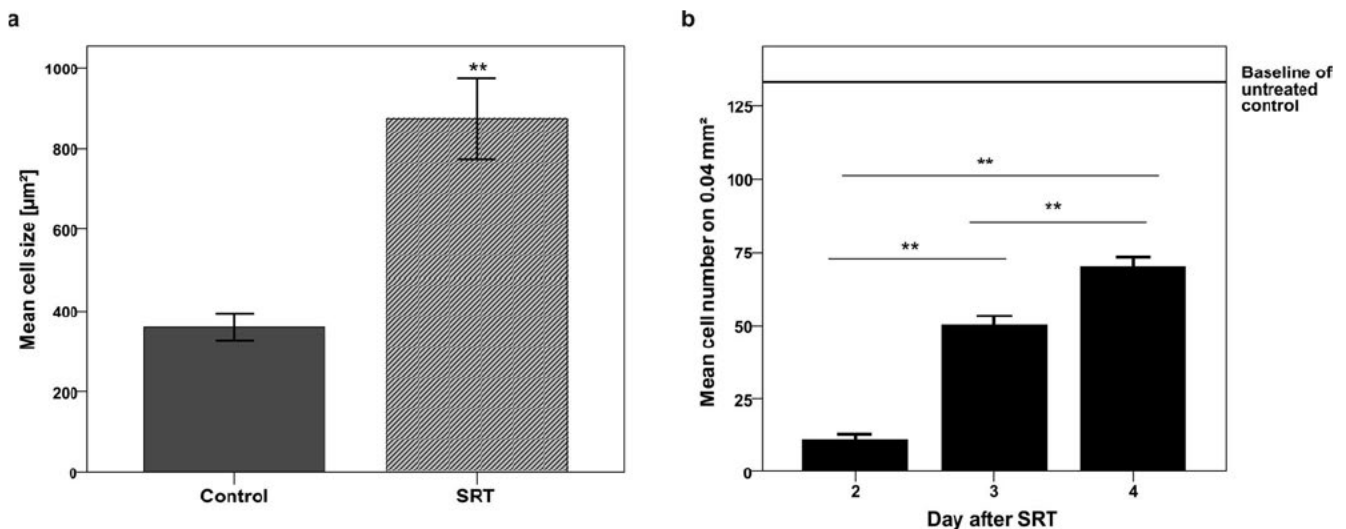 a
Mean cell size [µm²]
1000
800
600
400
200
0
**
Control
SRT
b
Mean cell number on 0.04 mm²
125
100
75
50
25
0
Baseline of
untreated
control
**
**
**
2
3
4
Day after SRT